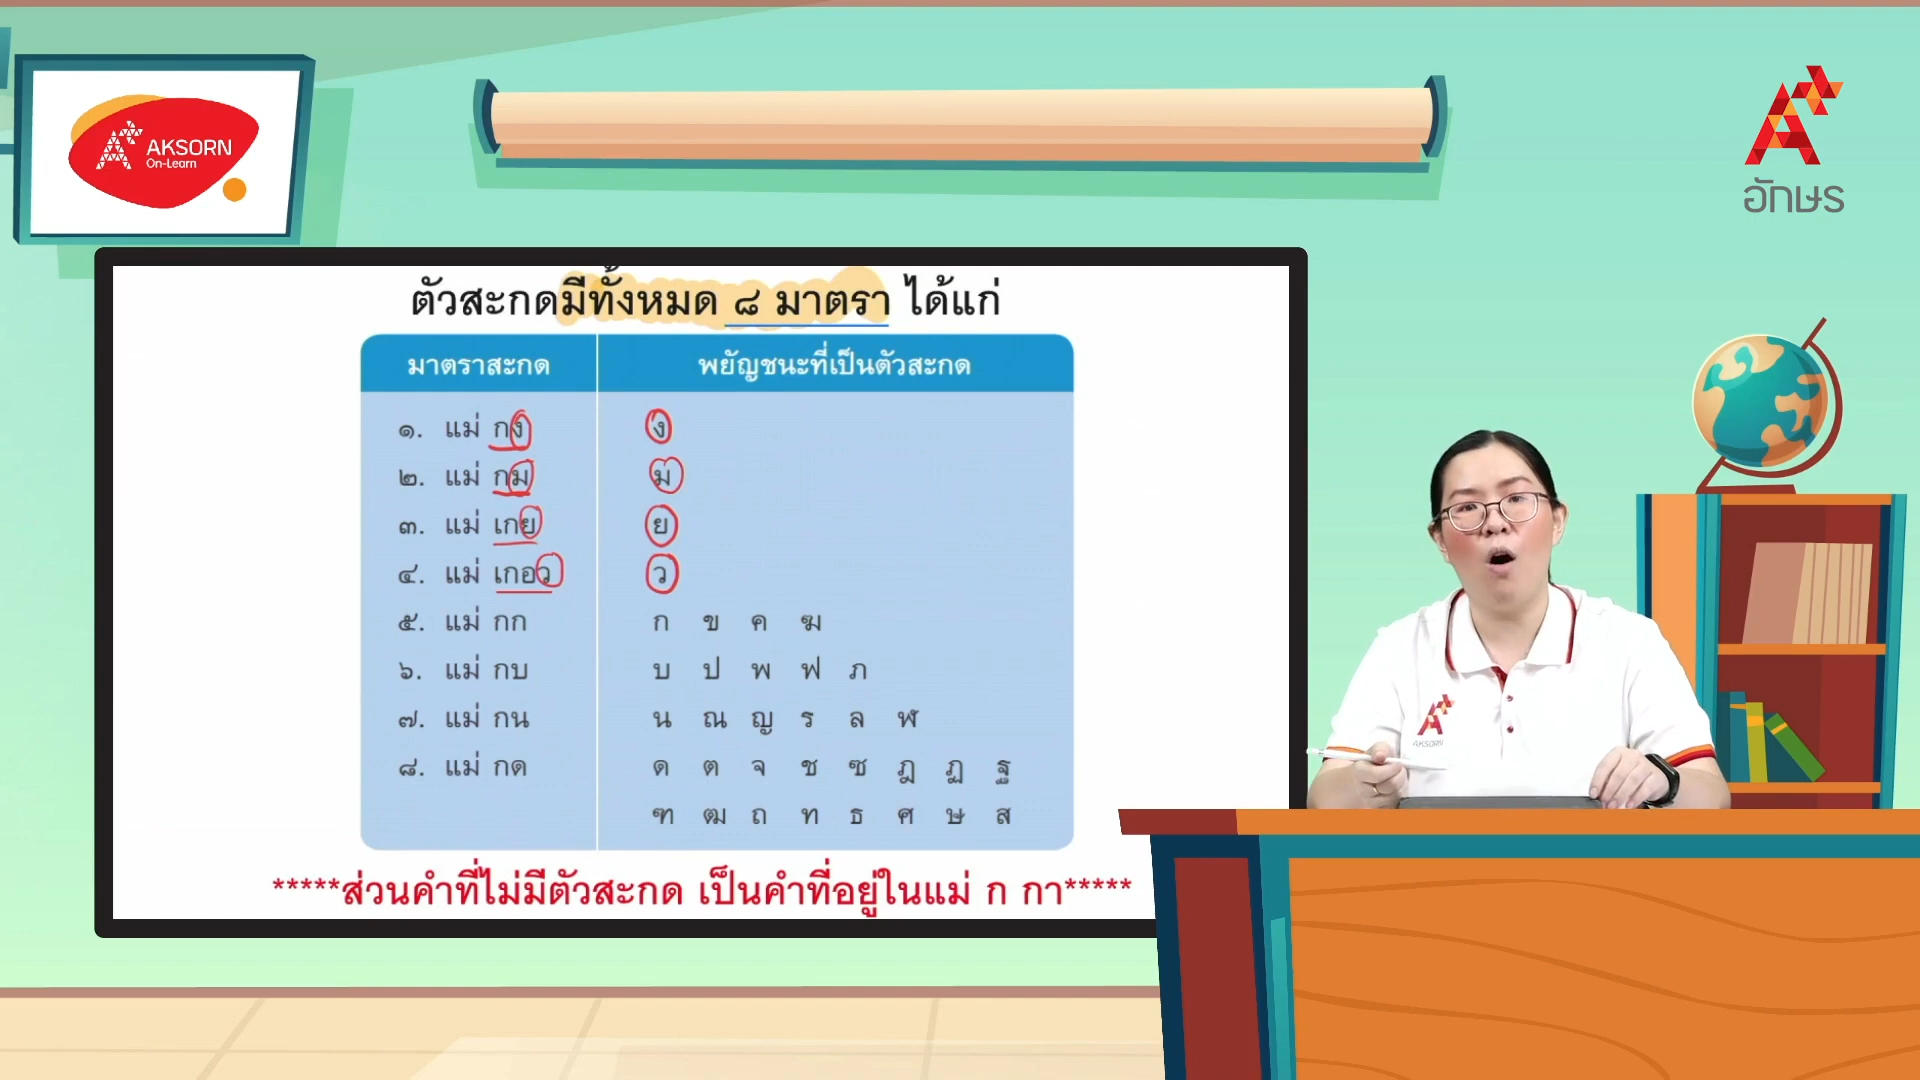 AKSORN
On-Learn
อักษร
ตัวสะกดมีทั้งหมด ๘ มาตรา ได้แก่
มาตราสะกด พยัญชนะที่เป็นตัวสะกด
๑. แม่ กง ง
๒. แม่ กม ม
๓. แม่ เกย ย
๔. แม่ เกอว ว
๕. แม่ กก ก ข ค ฆ
๖. แม่ กบ บ ป พ ฟ ภ
๗. แม่ กน น ณ ญ ร ล ฬ
๘. แม่ กด ด ต จ ช ซ ฎ ฏ ฐ
ฑ ฒ ถ ท ธ ศ ษ ส
*****ส่วนคำที่ไม่มีตัวสะกด เป็นคำที่อยู่ในแม่ ก กา*****
AKSORN